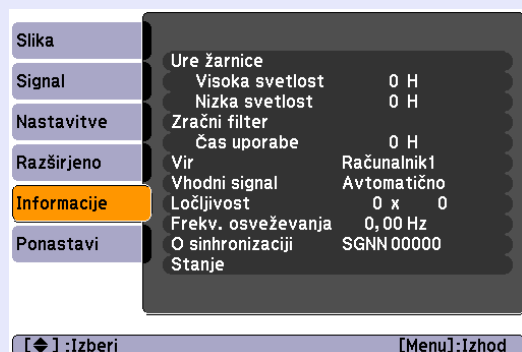 Slika
Signal
Nastavitve
Razširjeno
Informacije
Ponastavi
Ure žarnice
Visoka svetlost 0 H
Nizka svetlost 0 H
Zračni filter
Čas uporabe 0 H
Vir Računalnik1
Vhodni signal Avtomatično
Ločljivost 0 x 0
Frekv. osveževanja 0,00 Hz
O sinhronizaciji SGNN 00000
Stanje
[◆] :Izberi [Menu]:Izhod